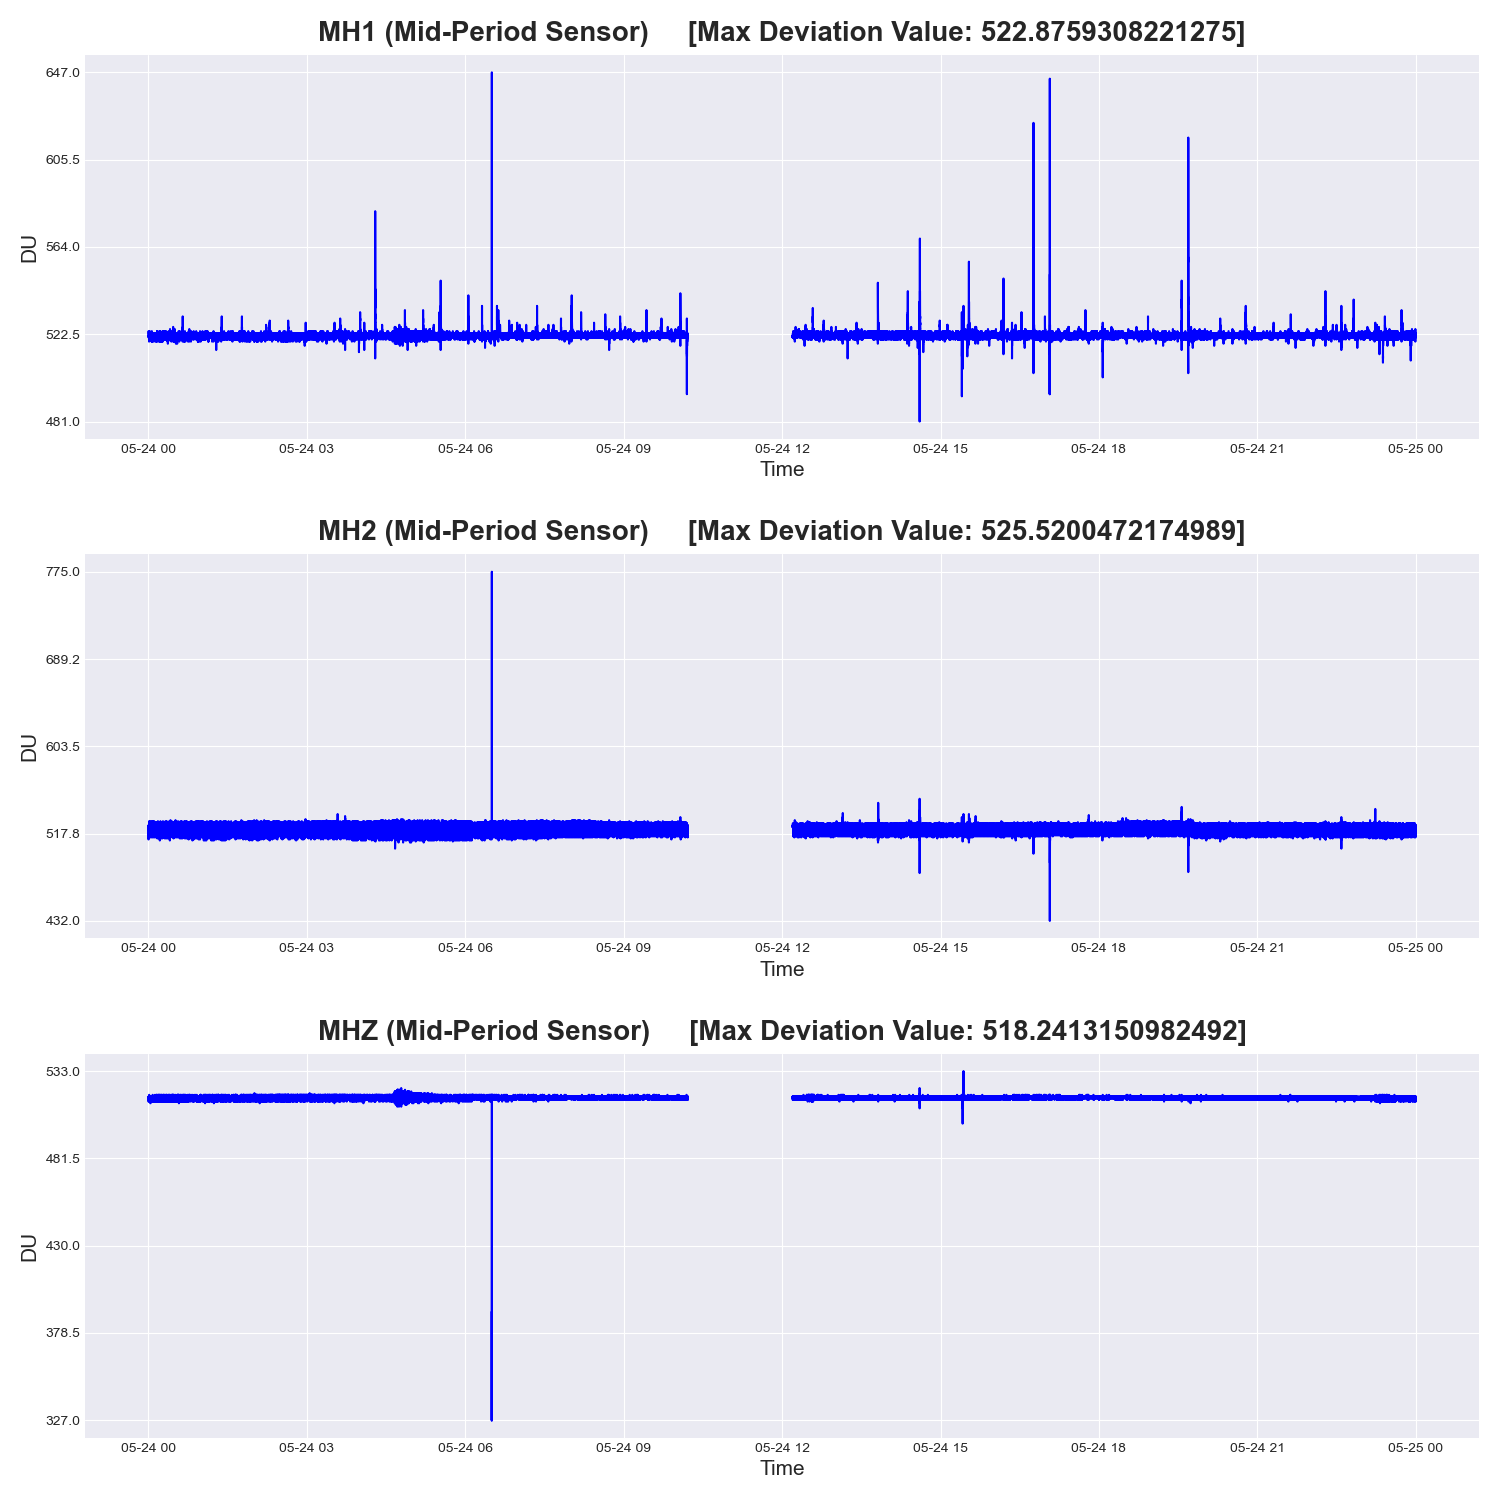 MH1 (Mid-Period Sensor) [Max Deviation Value: 522.8759308221275]
647.0
605.5
564.0
522.5
481.0
DU
05-24 00 05-24 03 05-24 06 05-24 09 05-24 12 05-24 15 05-24 18 05-24 21 05-25 00
Time
MH2 (Mid-Period Sensor) [Max Deviation Value: 525.5200472174989]
775.0
689.2
603.5
517.8
432.0
DU
05-24 00 05-24 03 05-24 06 05-24 09 05-24 12 05-24 15 05-24 18 05-24 21 05-25 00
Time
MHZ (Mid-Period Sensor) [Max Deviation Value: 518.2413150982492]
533.0
481.5
430.0
378.5
327.0
DU
05-24 00 05-24 03 05-24 06 05-24 09 05-24 12 05-24 15 05-24 18 05-24 21 05-25 00
Time